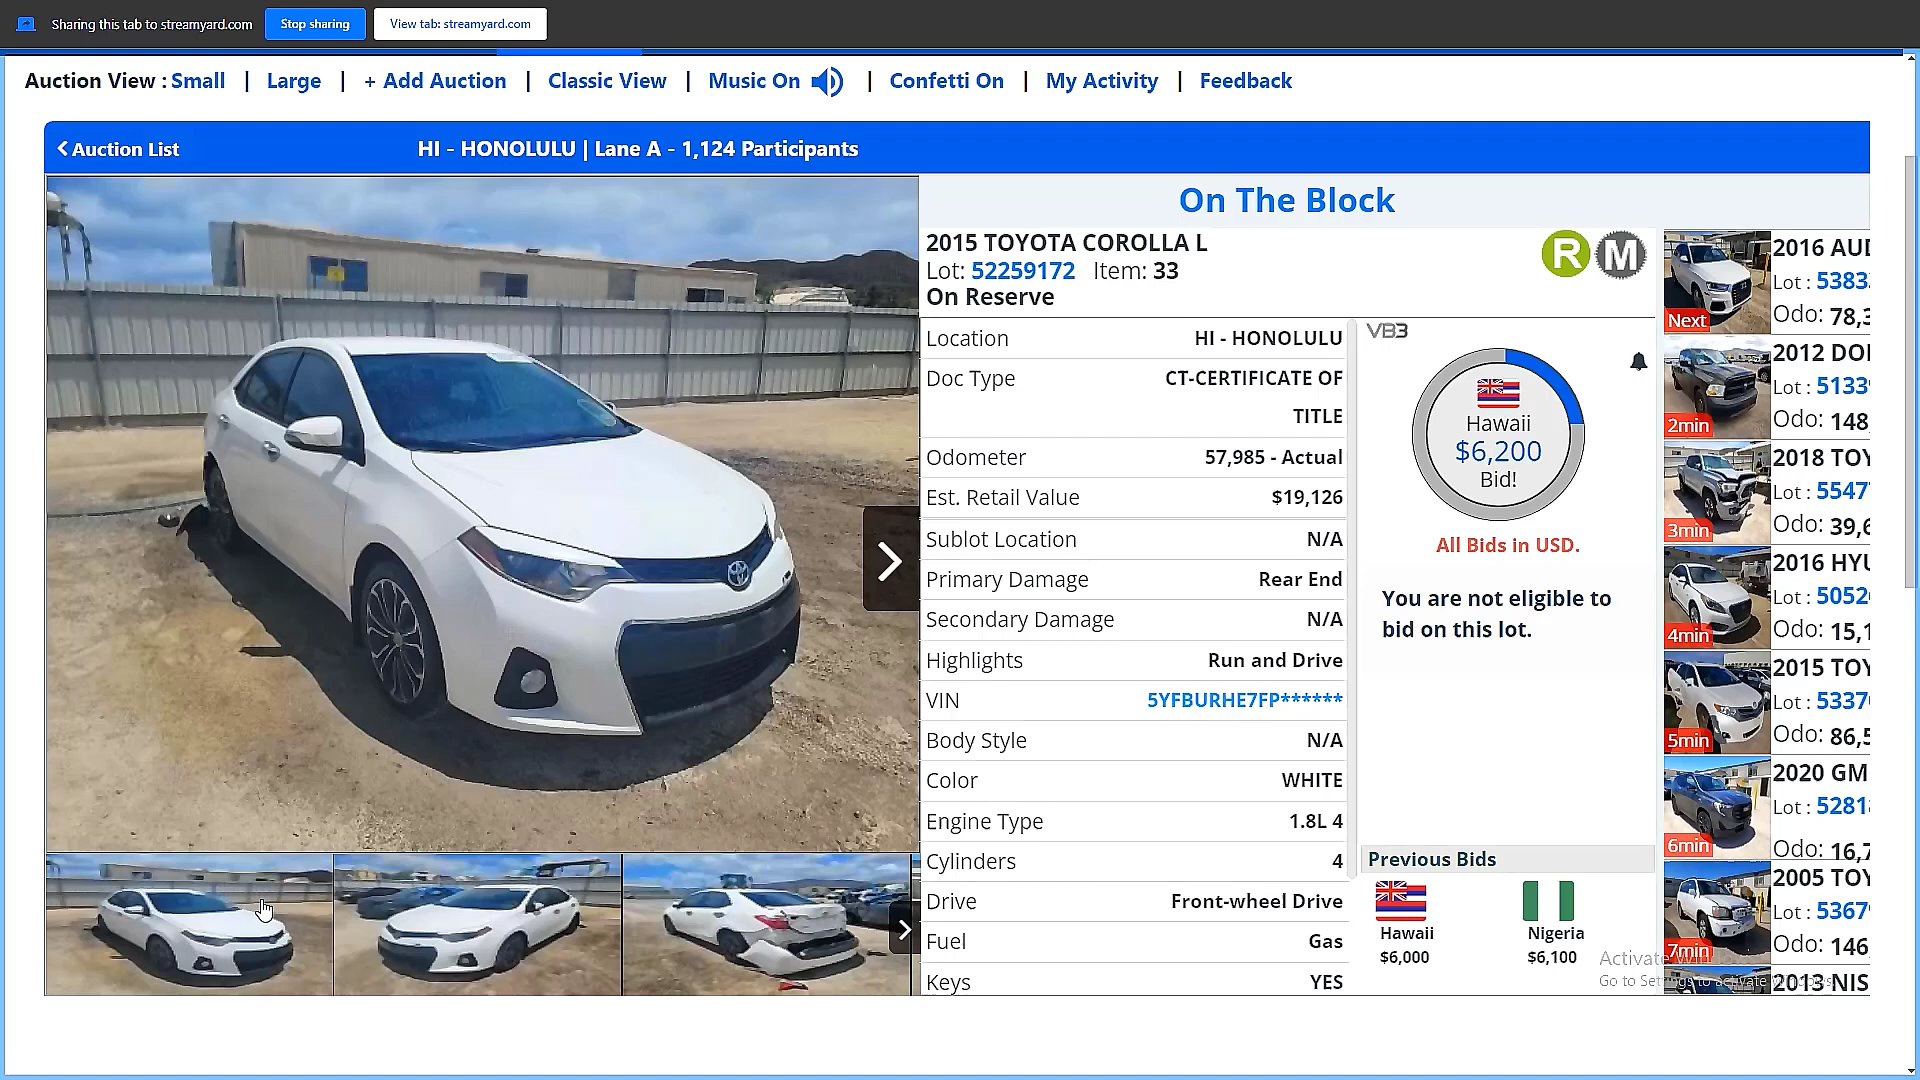 Sharing this tab to streamyard.com
Stop sharing
View tab: streamyard.com
Auction View : Small | Large | + Add Auction | Classic View | Music On | Confetti On | My Activity | Feedback
Auction List
HI - HONOLULU | Lane A - 1,124 Participants
On The Block
2015 TOYOTA COROLLA L
Lot: 52259172 Item: 33
On Reserve
R
M
Location HI - HONOLULU
Doc Type CT-CERTIFICATE OF
TITLE
Odometer 57,985 - Actual
Est. Retail Value $19,126
Sublot Location N/A
Primary Damage Rear End
Secondary Damage N/A
Highlights Run and Drive
VIN 5YFBURHE7FP******
Body Style N/A
Color WHITE
Engine Type 1.8L 4
Cylinders 4
Drive Front-wheel Drive
Fuel Gas
Keys YES
VB3
Hawaii
$6,200
Bid!
All Bids in USD.
You are not eligible to
bid on this lot.
Previous Bids
Hawaii
$6,000
Nigeria
$6,100
Next
2016 AUD
Lot : 5383
Odo: 78,3
2min
2012 DO
Lot : 5133
Odo: 148,
3min
2018 TOY
Lot : 5547
Odo: 39,6
4min
2016 HYU
Lot : 5052
Odo: 15,1
5min
2015 TOY
Lot : 5337
Odo: 86,5
6min
2020 GM
Lot : 5281
Odo: 16,7
7min
2005 TOY
Lot : 5367
Odo: 146
2013 NIS
Activate
Go to Settings to activate Windows.